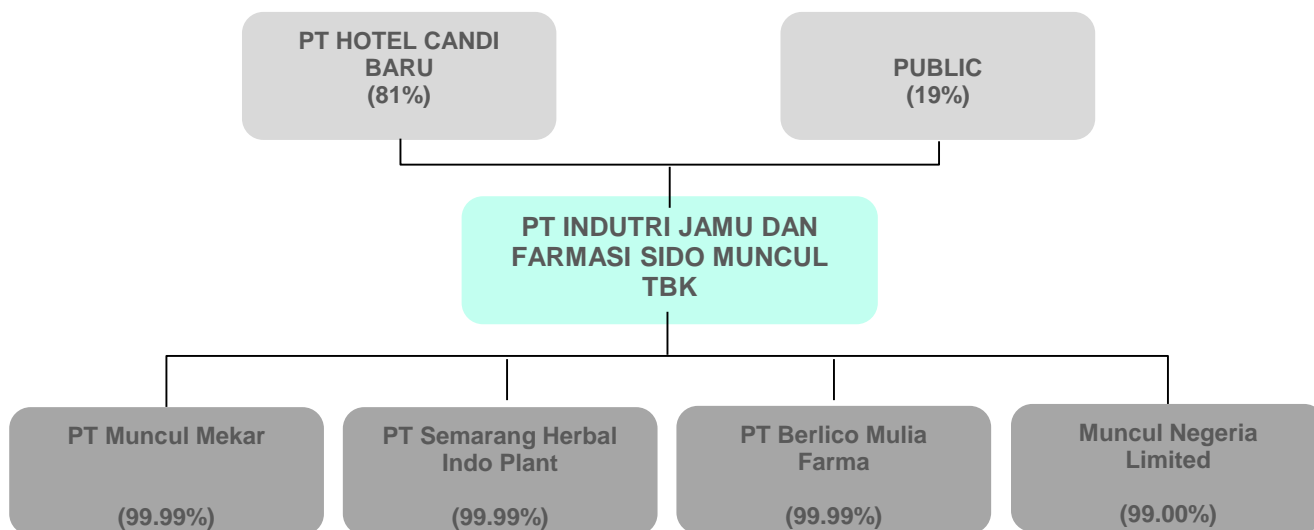 PT HOTEL CANDI
BARU
(81%)
PUBLIC
(19%)
PT INDUTRI JAMU DAN
FARMASI SIDO MUNCUL
TBK
PT Muncul Mekar
(99.99%)
PT Semarang Herbal
Indo Plant
(99.99%)
PT Berlico Mulia
Farma
(99.99%)
Muncul Negeria
Limited
(99.00%)